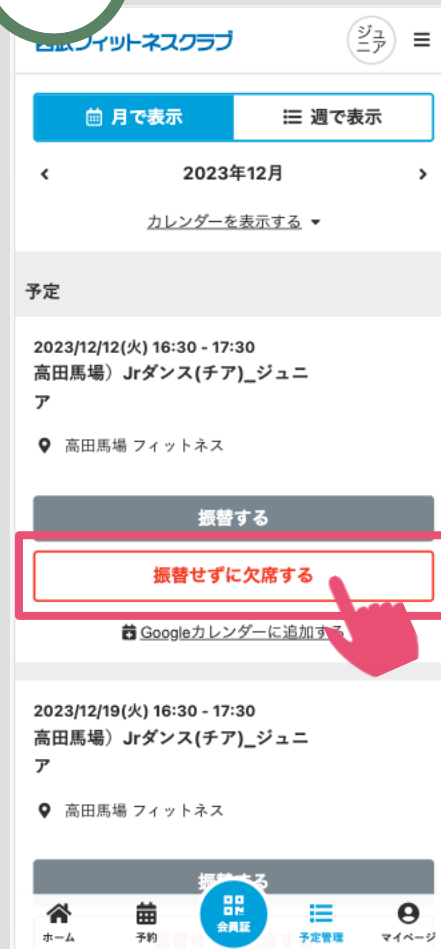 西武フィットネスクラブ
ジュ
ニア
月で表示
週で表示
2023年12月
カレンダーを表示する
予定
2023/12/12(火) 16:30 - 17:30
高田馬場）Jrダンス(チア)_ジュニ
ア
高田馬場 フィットネス
振替する
振替せずに欠席する
Googleカレンダーに追加する
2023/12/19(火) 16:30 - 17:30
高田馬場）Jrダンス(チア)_ジュニ
ア
高田馬場 フィットネス
振替する
ホーム
予約
会員証
予定管理
マイページ